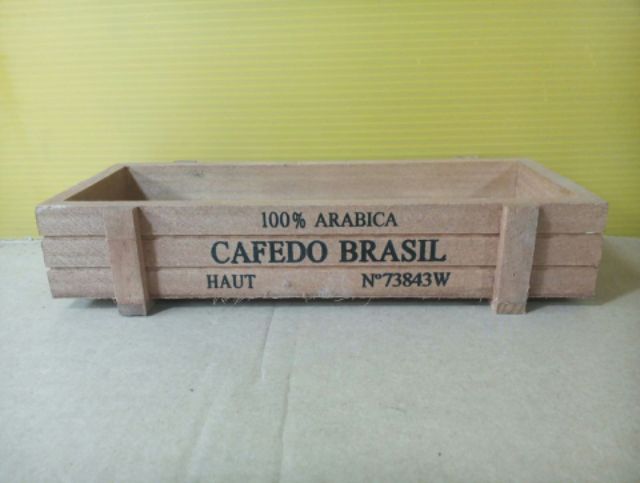 100% ARABICA
CAFEDO BRASIL
HAUT N°73843W